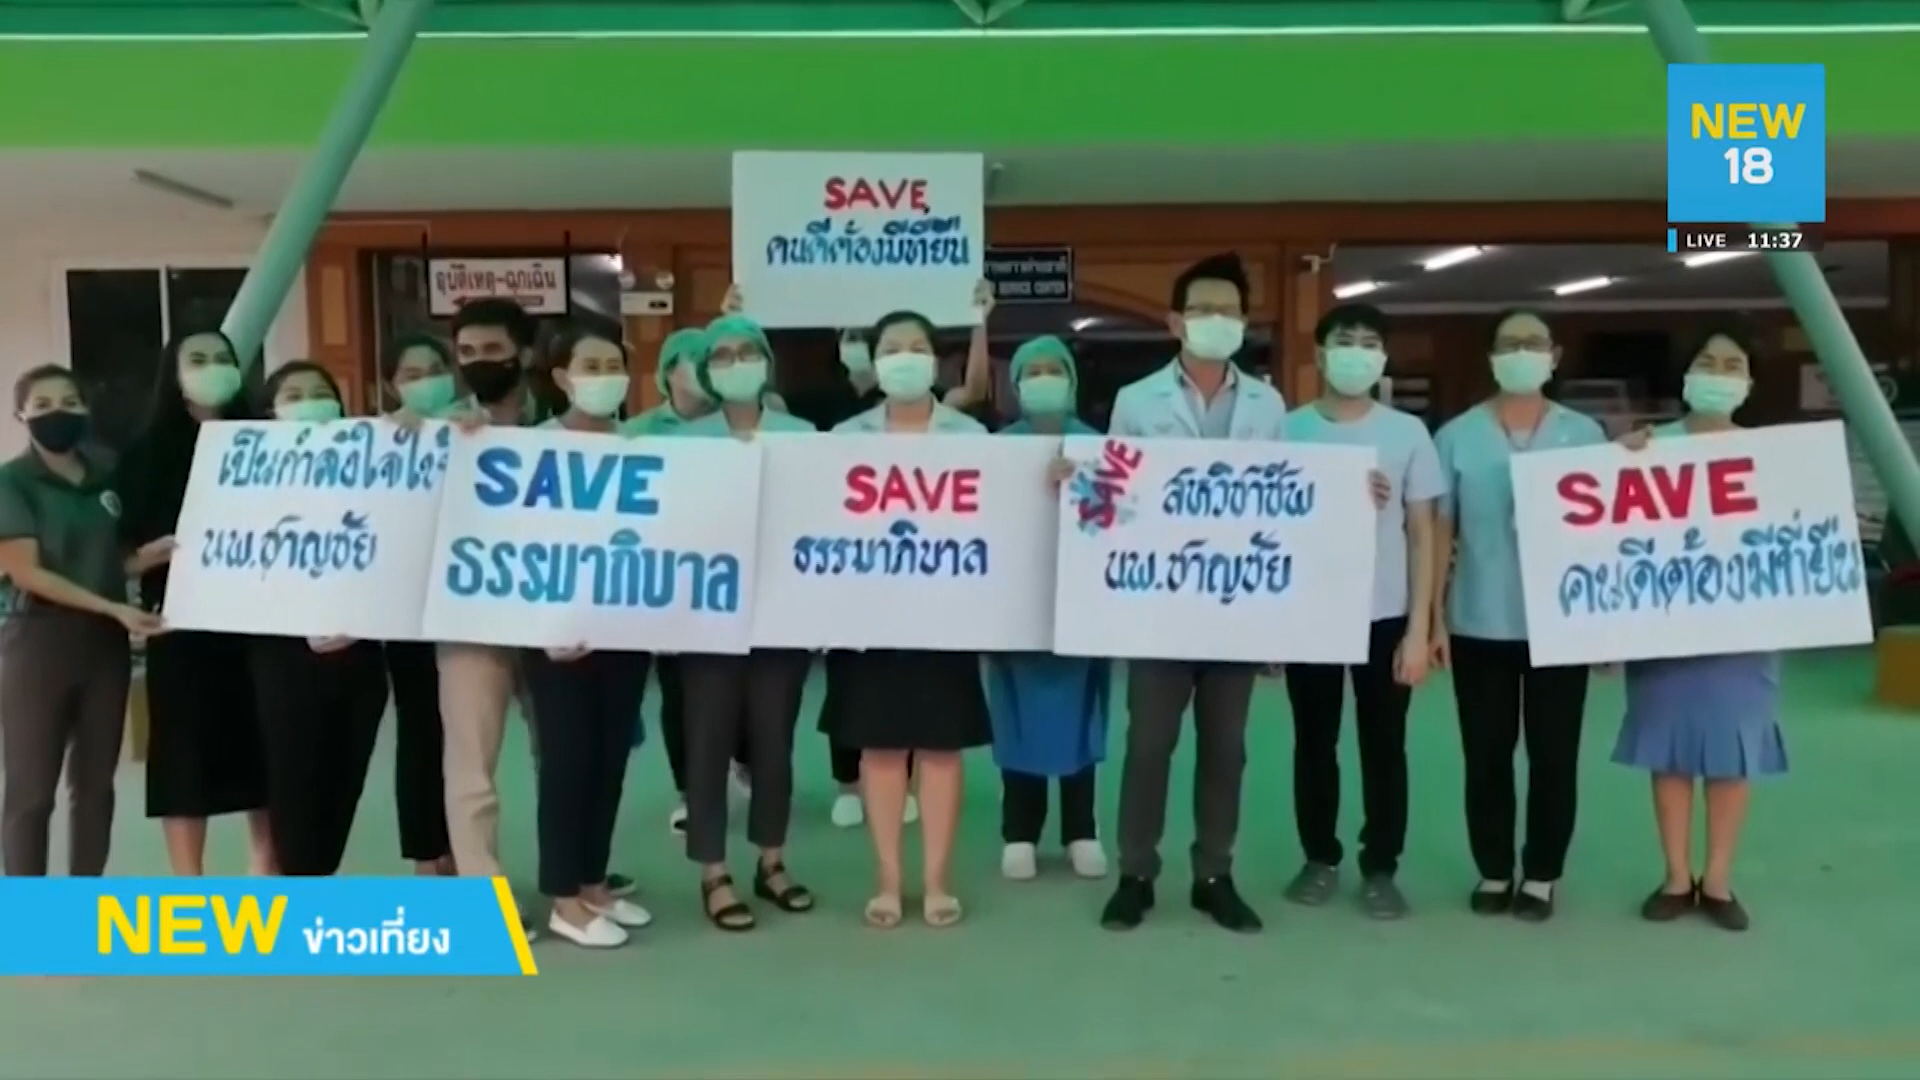 NEW
18
LIVE 11:37
SAVE
คนดีต้องมีที่ยืน
อุบัติเหตุ-ฉุกเฉิน
SERVICE CENTER
เป็นกำลังใจให้
นพ.ชาญชัย
SAVE
ธรรมาภิบาล
SAVE
ธรรมาภิบาล
SAVE สหวิชาชีพ
นพ.ชาญชัย
SAVE
คนดีต้องมีที่ยืน
NEW ข่าวเที่ยง